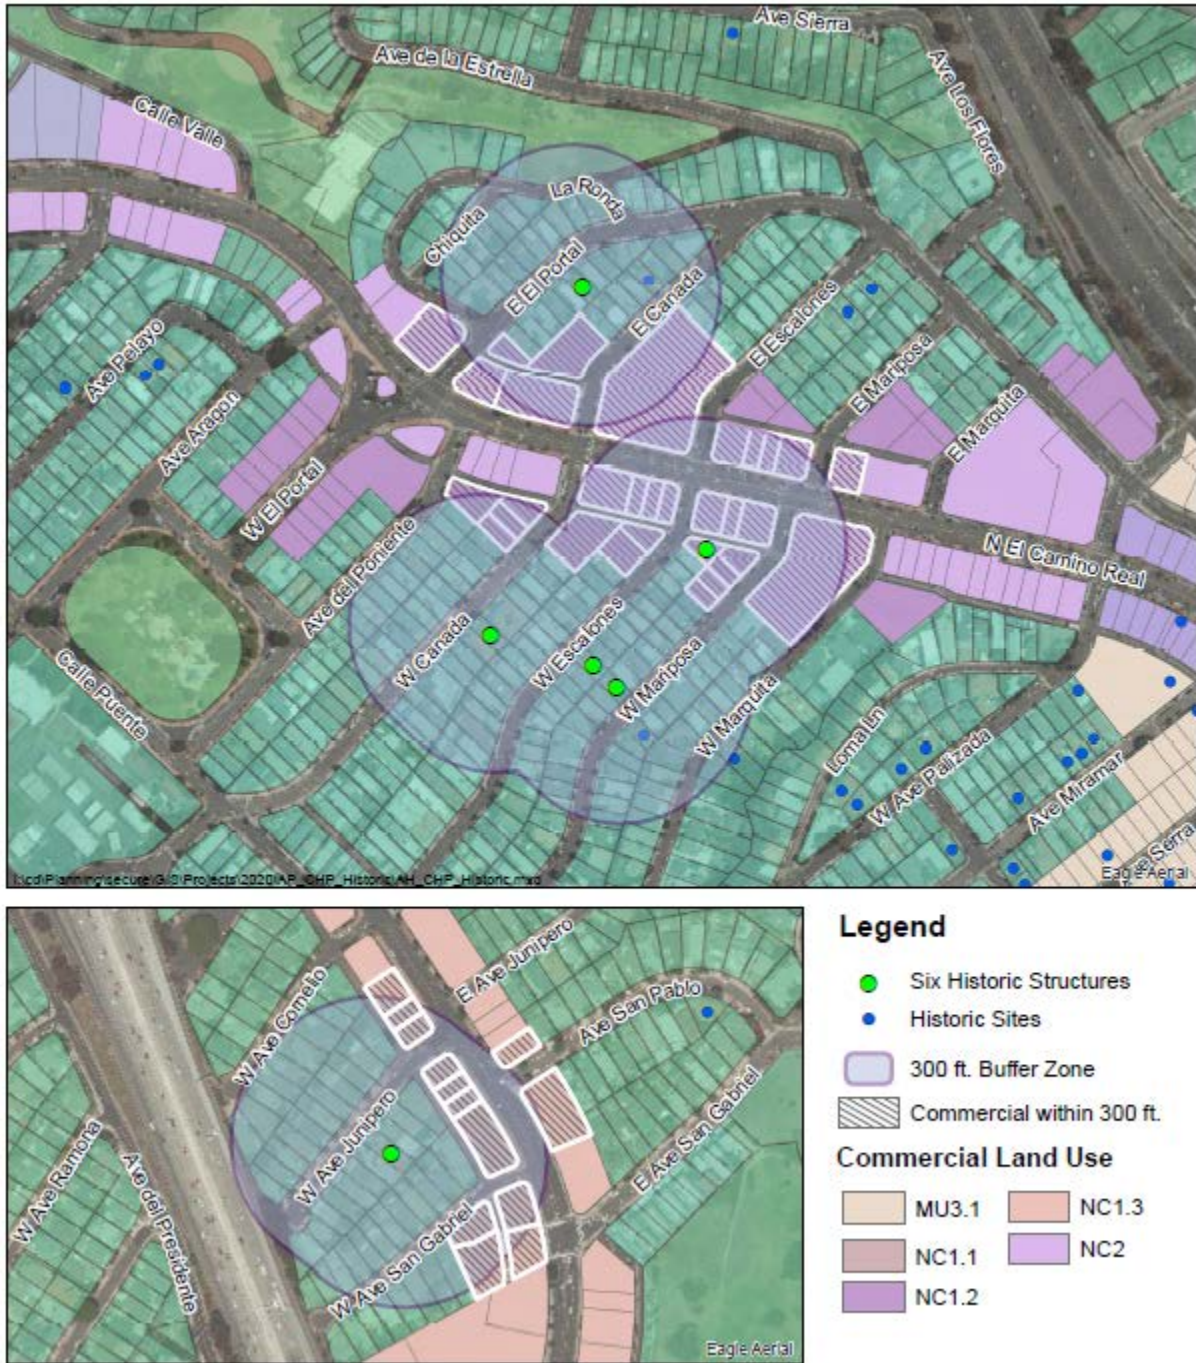 Ave Sierra
Ave de la Estrella
Ave Los Flores
Calle Valle
La Ronda
Chiquita
E El Portal
E Canada
E Escalones
Ave Pelayo
E Mariposa
Ave Aragon
E Marquita
W El Portal
N El Camino Real
Ave del Poniente
W Canada
W Escalones
W Mariposa
Calle Puente
W Marquita
Loma Ln
W Ave Palizada
Ave Miramar
Ave Serra
Eagle Aerial
E Ave Junipero
W Ave Cornelio
Ave San Pablo
W Ave Junipero
E Ave San Gabriel
W Ave Ramona
Ave del Presidente
W Ave San Gabriel
Eagle Aerial
Legend
Six Historic Structures
Historic Sites
300 ft. Buffer Zone
Commercial within 300 ft.
Commercial Land Use
MU3.1
NC1.3
NC1.1
NC2
NC1.2